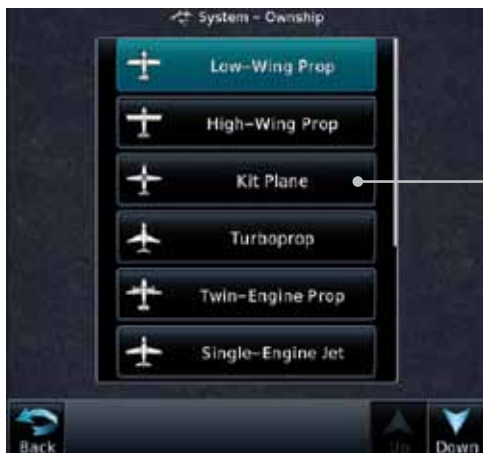 System – Ownship
Low-Wing Prop
High-Wing Prop
Kit Plane
Turboprop
Twin-Engine Prop
Single-Engine Jet
Back
Up
Down